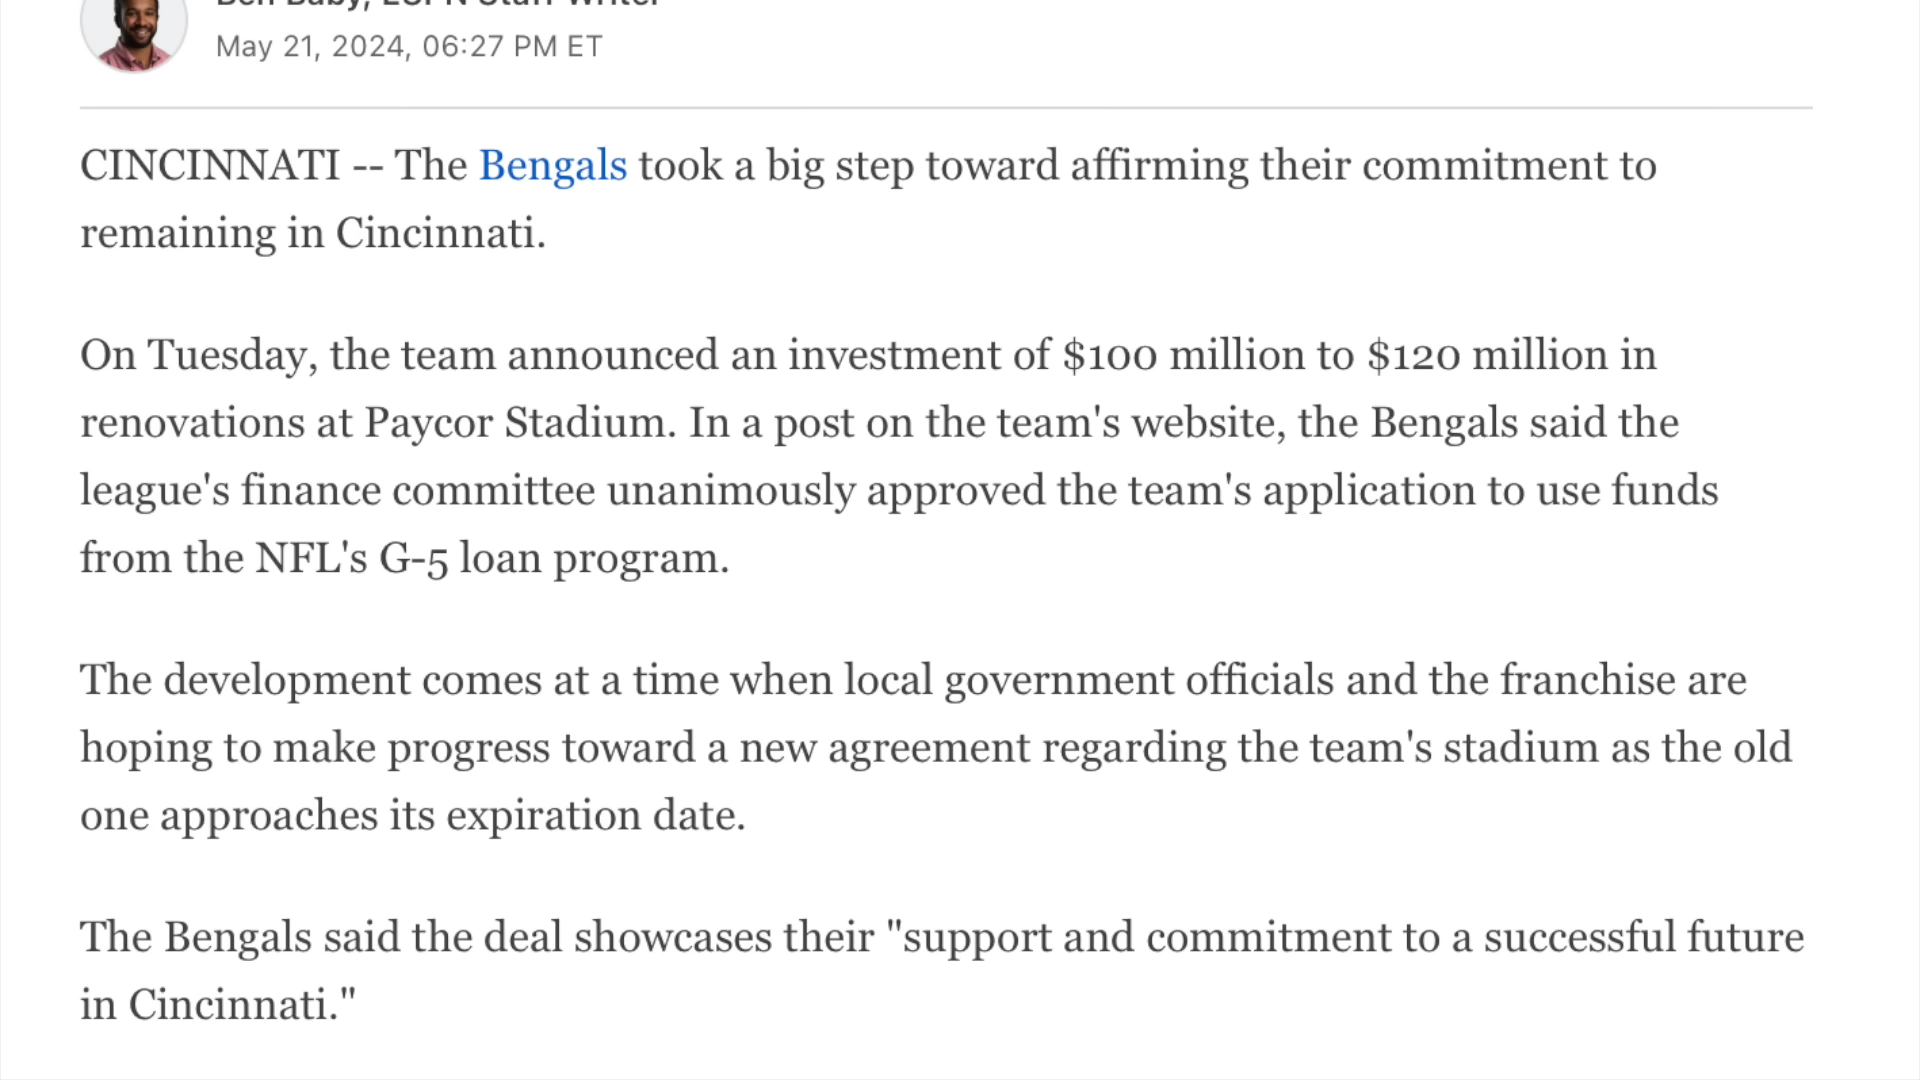 Ben Baby, ESPN Staff Writer
May 21, 2024, 06:27 PM ET
CINCINNATI -- The Bengals took a big step toward affirming their commitment to
remaining in Cincinnati.
On Tuesday, the team announced an investment of $100 million to $120 million in
renovations at Paycor Stadium. In a post on the team's website, the Bengals said the
league's finance committee unanimously approved the team's application to use funds
from the NFL's G-5 loan program.
The development comes at a time when local government officials and the franchise are
hoping to make progress toward a new agreement regarding the team's stadium as the old
one approaches its expiration date.
The Bengals said the deal showcases their "support and commitment to a successful future
in Cincinnati."